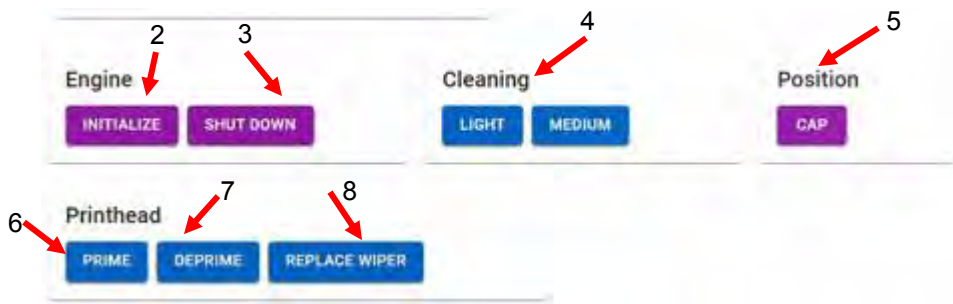 2 3 4 5
Engine Cleaning Position
INITIALIZE SHUT DOWN LIGHT MEDIUM CAP
6 7 8
Printhead
PRIME DEPRIME REPLACE WIPER